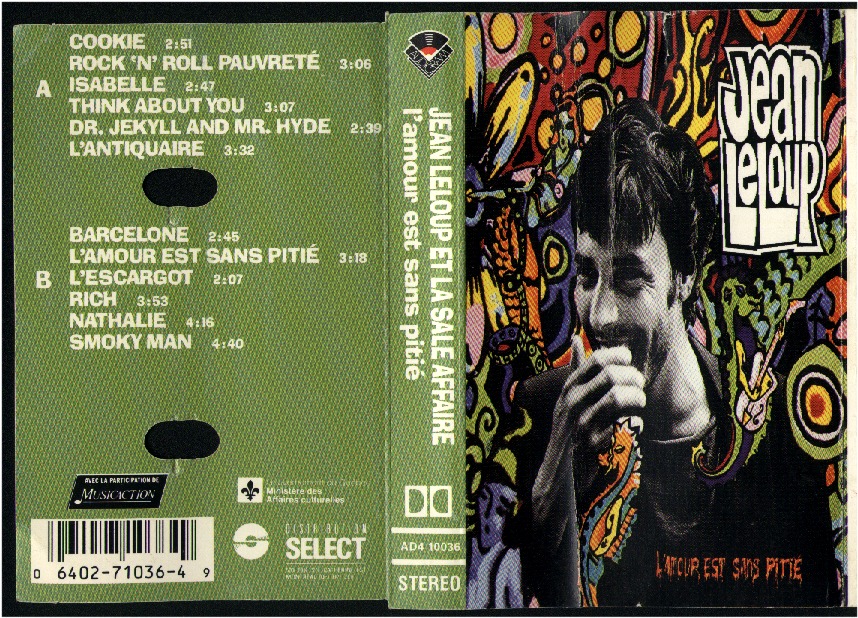 A
COOKIE 2:51
ROCK 'N' ROLL PAUVRETÉ 3:06
ISABELLE 2:47
THINK ABOUT YOU 3:07
DR. JEKYLL AND MR. HYDE 2:39
L'ANTIQUAIRE 3:32
B
BARCELONE 2:45
L'AMOUR EST SANS PITIÉ 3:18
L'ESCARGOT 2:07
RICH 3:53
NATHALIE 4:16
SMOKY MAN 4:40
AVEC LA PARTICIPATION DE
MUSICACTION
Gouvernement du Québec
Ministère des
Affaires culturelles
0 6402-71036-4 9
DISTRIBUTION
SELECT
JEAN LELOUP ET LA SALE AFFAIRE
l'amour est sans pitié
AD4 10036
STEREO
Jean
Leloup
L'AMOUR EST SANS PITIÉ